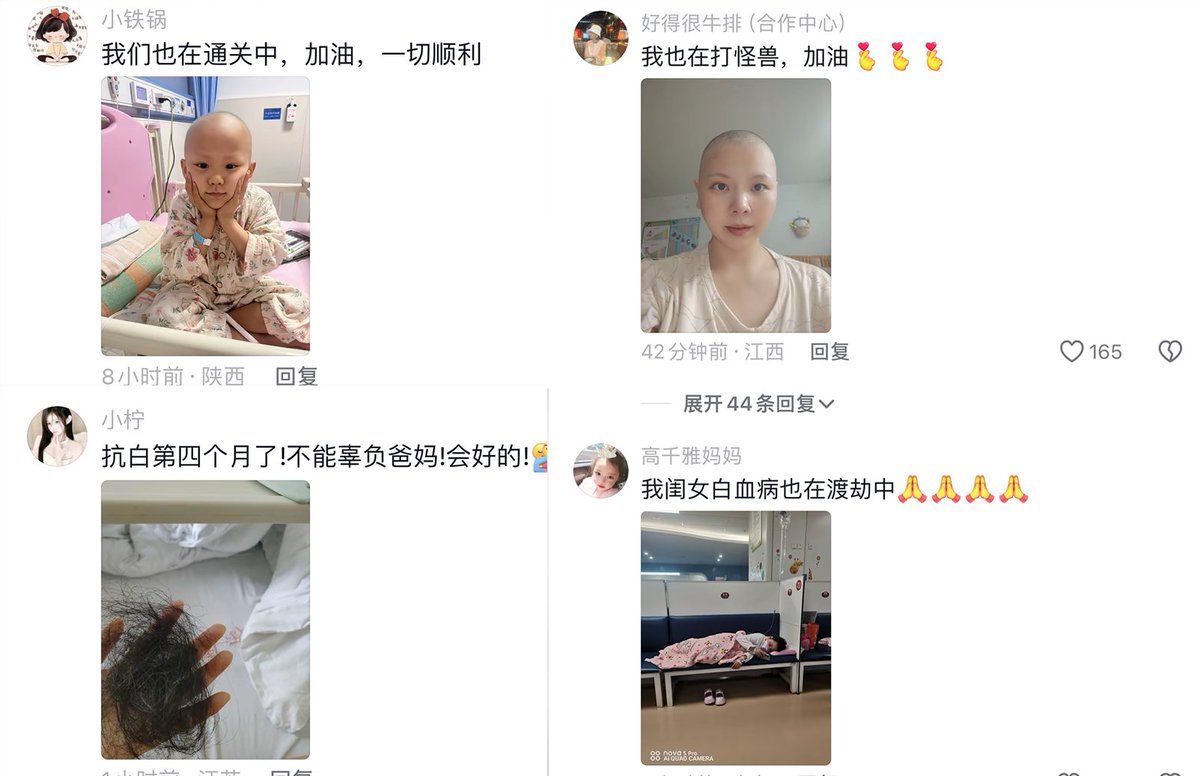 小铁锅
我们也在通关中，加油，一切顺利
8小时前·陕西 回复
好得很牛排 (合作中心)
我也在打怪兽，加油
42分钟前·江西 回复
165
展开44条回复
小柠
抗白第四个月了!不能辜负爸妈!会好的!
高千雅妈妈
我闺女白血病也在渡劫中🙏🙏🙏🙏
nova 5 Pro
AI QUAD CAMERA